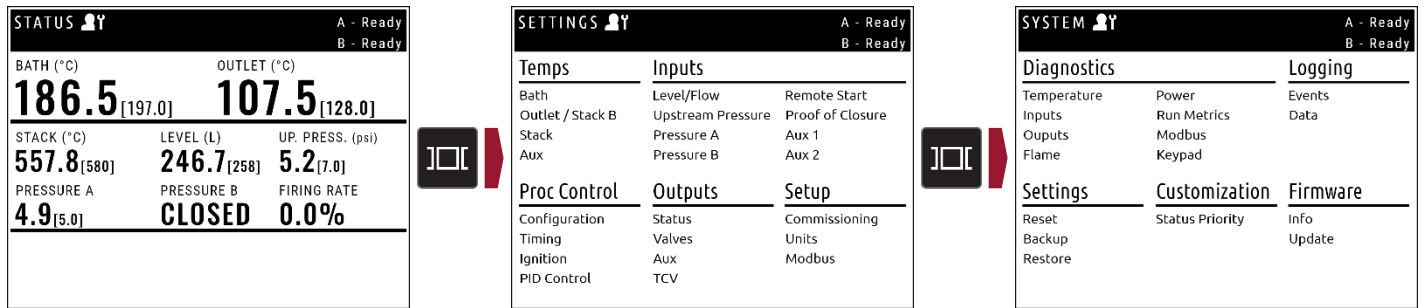 STATUS
A - Ready
B - Ready
BATH (°C)
OUTLET (°C)
186.5[197.0]
107.5[128.0]
STACK (°C)
LEVEL (L)
UP. PRESS. (psi)
557.8[580]
246.7[258]
5.2[7.0]
PRESSURE A
PRESSURE B
FIRING RATE
4.9[5.0]
CLOSED
0.0%
SETTINGS
A - Ready
B - Ready
Temps
Bath
Outlet / Stack B
Stack
Aux
Inputs
Level/Flow
Upstream Pressure
Pressure A
Pressure B
Remote Start
Proof of Closure
Aux 1
Aux 2
Proc Control
Configuration
Timing
Ignition
PID Control
Outputs
Status
Valves
Aux
TCV
Setup
Commissioning
Units
Modbus
SYSTEM
A - Ready
B - Ready
Diagnostics
Temperature
Inputs
Ouputs
Flame
Power
Run Metrics
Modbus
Keypad
Logging
Events
Data
Settings
Reset
Backup
Restore
Customization
Status Priority
Firmware
Info
Update